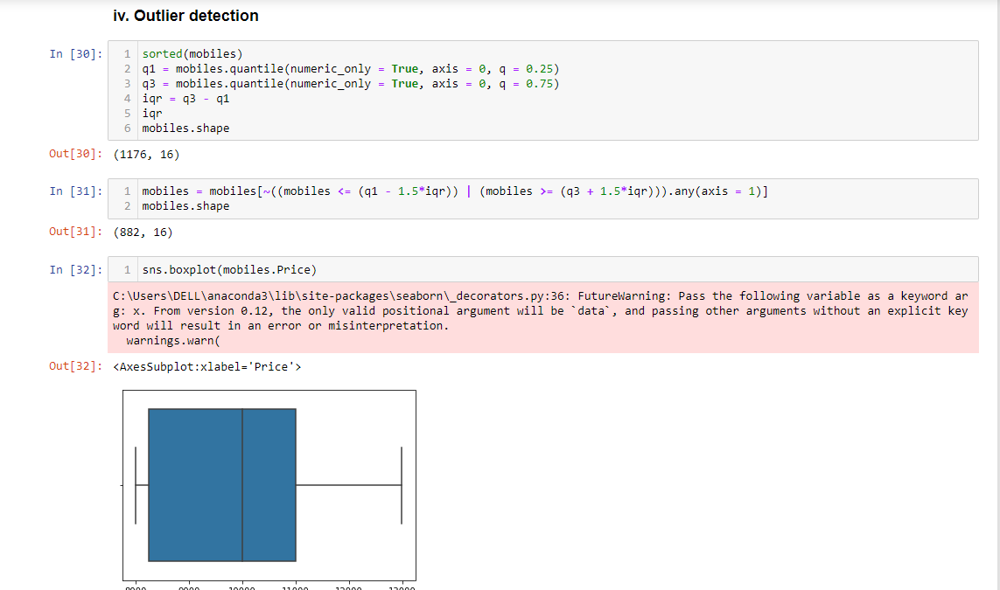 iv. Outlier detection
In [30]:
1 sorted(mobiles)
2 q1 = mobiles.quantile(numeric_only = True, axis = 0, q = 0.25)
3 q3 = mobiles.quantile(numeric_only = True, axis = 0, q = 0.75)
4 iqr = q3 - q1
5 iqr
6 mobiles.shape
Out[30]: (1176, 16)
In [31]:
1 mobiles = mobiles[~((mobiles <= (q1 - 1.5*iqr)) | (mobiles >= (q3 + 1.5*iqr))).any(axis = 1)]
2 mobiles.shape
Out[31]: (882, 16)
In [32]:
1 sns.boxplot(mobiles.Price)
C:\Users\DELL\anaconda3\lib\site-packages\seaborn\_decorators.py:36: FutureWarning: Pass the following variable as a keyword ar
g: x. From version 0.12, the only valid positional argument will be `data`, and passing other arguments without an explicit key
word will result in an error or misinterpretation.
warnings.warn(
Out[32]: <AxesSubplot:xlabel='Price'>
8000 9000 10000 11000 12000 13000